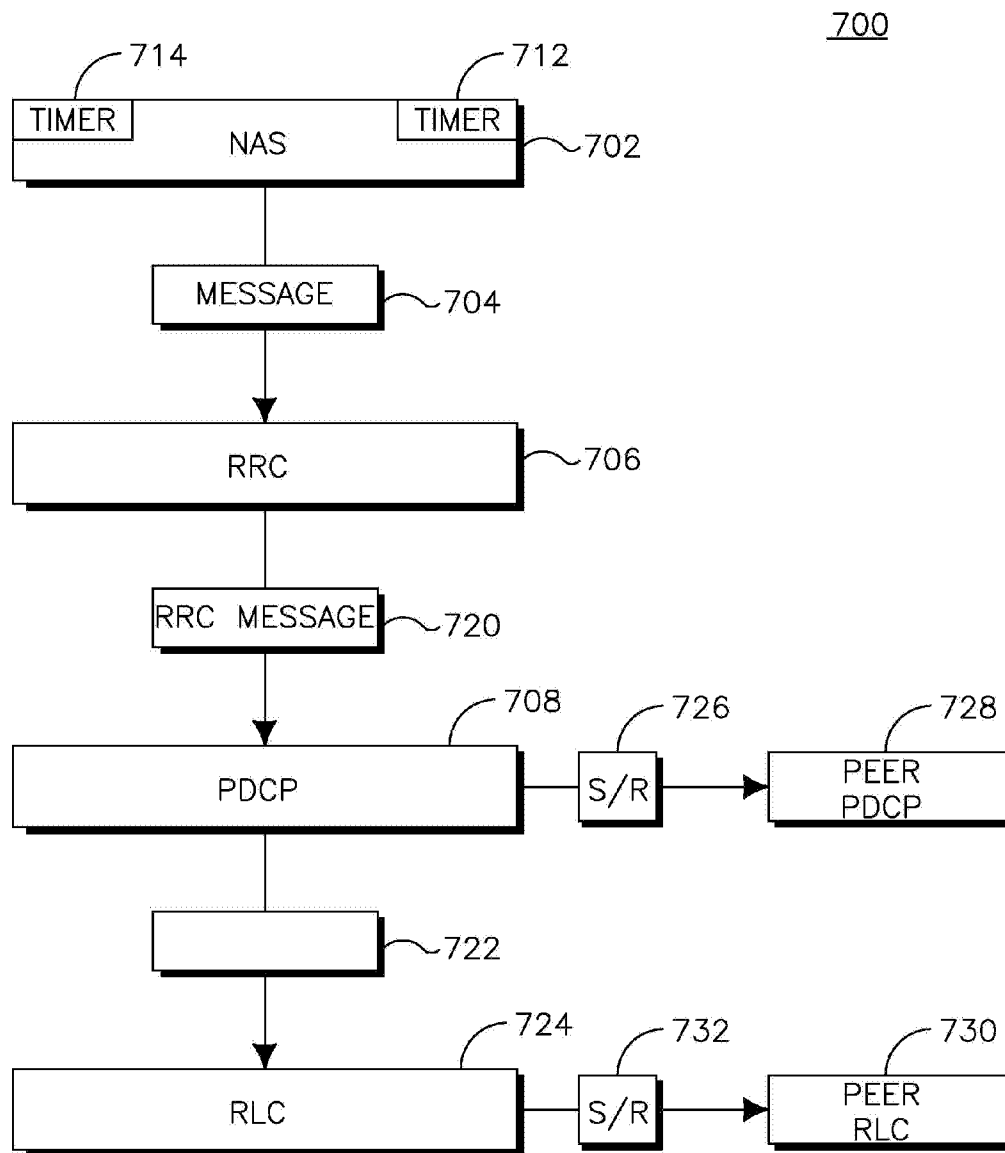 700
714
712
TIMER
TIMER
NAS
702
MESSAGE
704
RRC
706
RRC MESSAGE
720
708
726
728
PDCP
S/R
PEER
PDCP
722
724
732
730
RLC
S/R
PEER
RLC